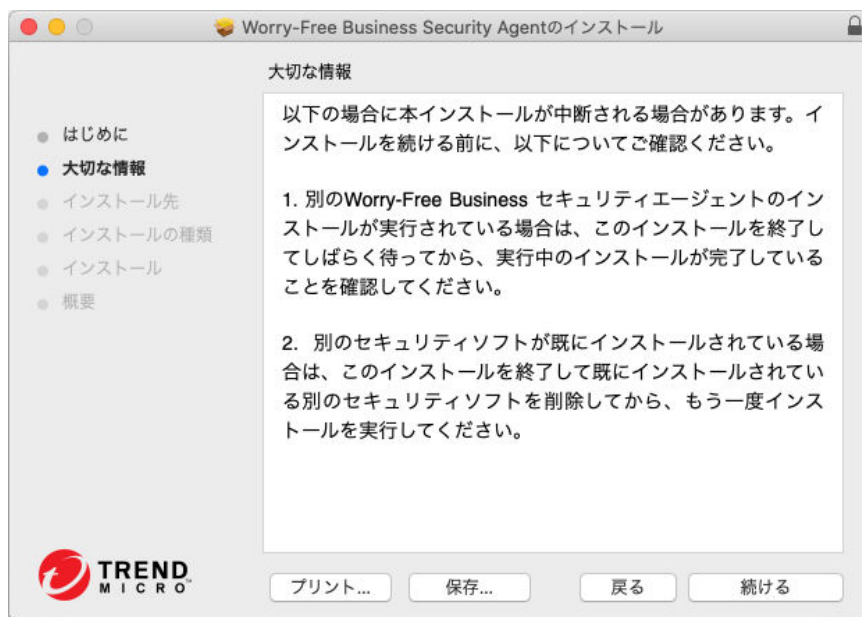 Worry-Free Business Security Agentのインストール
大切な情報
はじめに
大切な情報
インストール先
インストールの種類
インストール
概要
以下の場合に本インストールが中断される場合があります。イ
ンストールを続ける前に、以下についてご確認ください。
1. 別のWorry-Free Business セキュリティエージェントのイン
ストールが実行されている場合は、このインストールを終了し
てしばらく待ってから、実行中のインストールが完了している
ことを確認してください。
2. 別のセキュリティソフトが既にインストールされている場
合は、このインストールを終了して既にインストールされてい
る別のセキュリティソフトを削除してから、もう一度インス
トールを実行してください。
TREND
MICRO™
プリント...
保存...
戻る
続ける